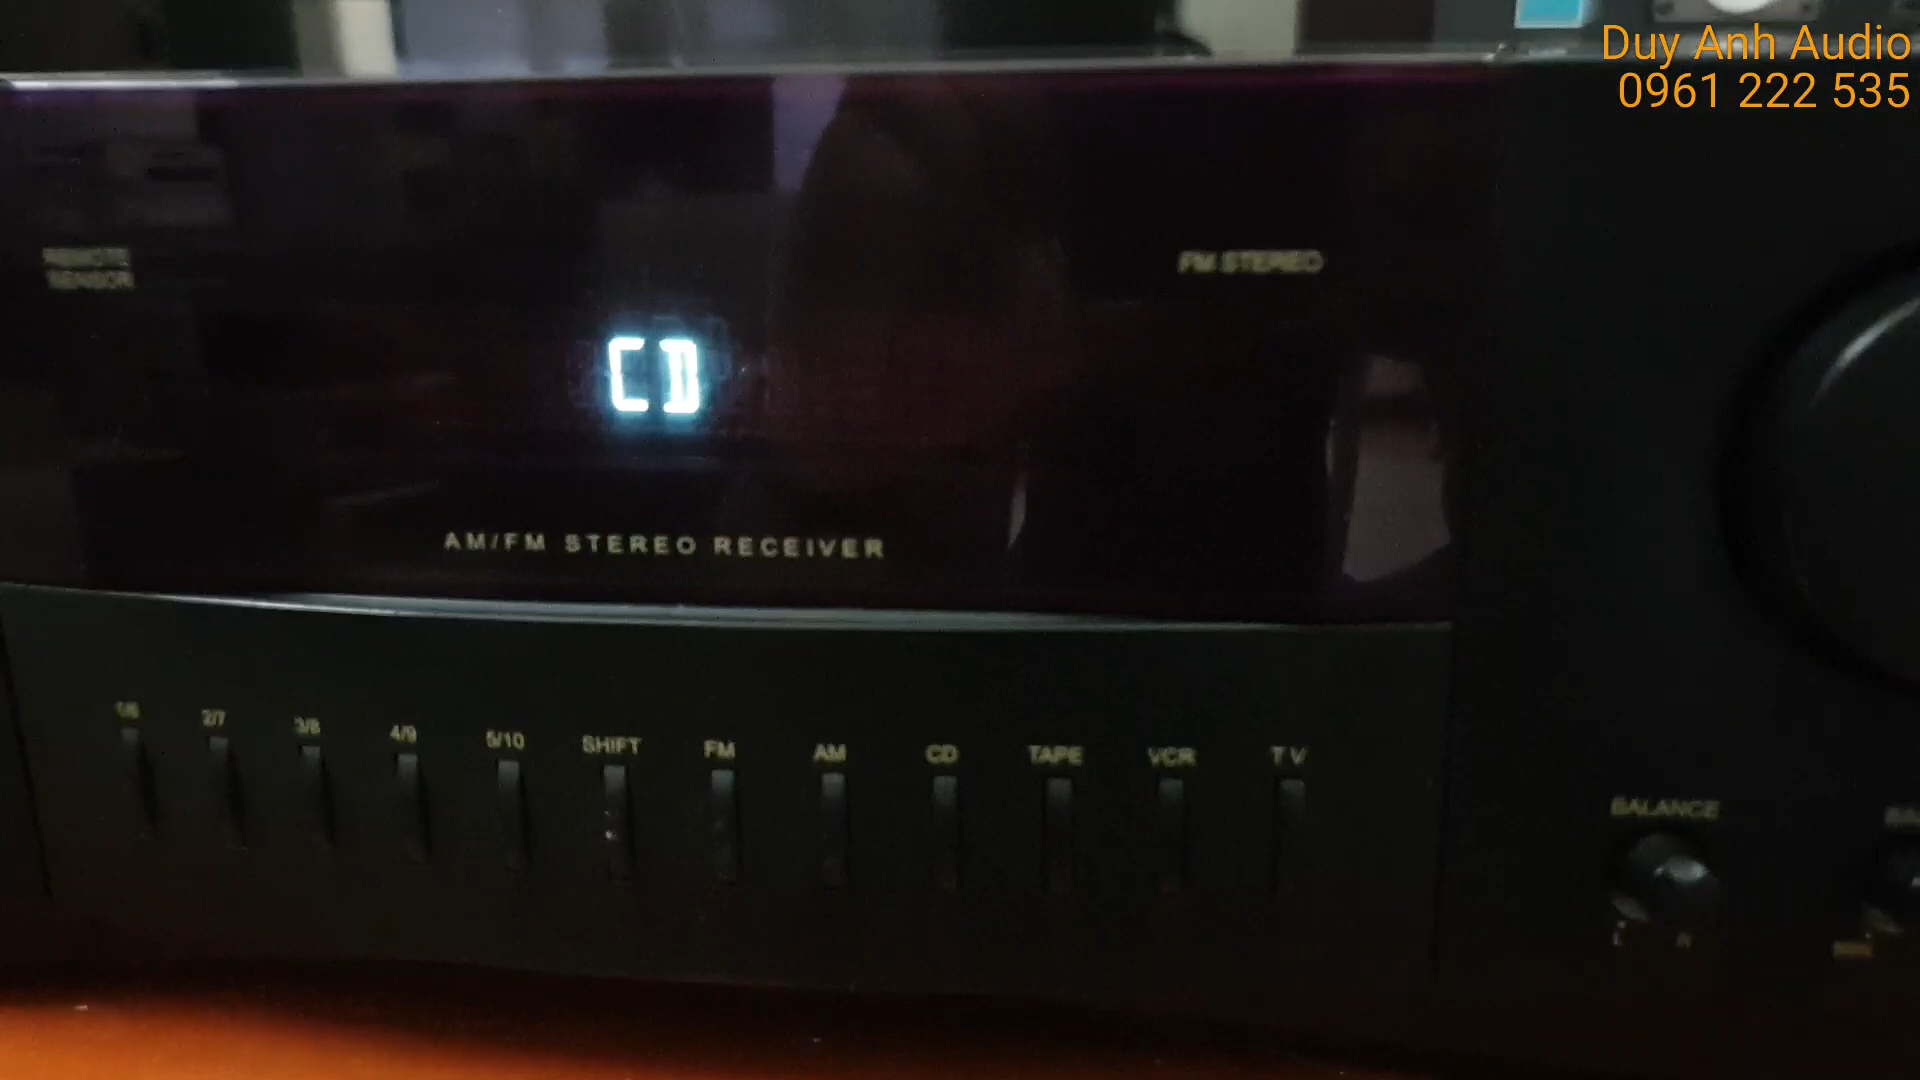 Duy Anh Audio
0961 222 535
REMOTE
SENSOR
FM STEREO
CD
AM/FM STEREO RECEIVER
1/6 2/7 3/8 4/9 5/10 SHIFT FM AM CD TAPE VCR TV
BALANCE
L R